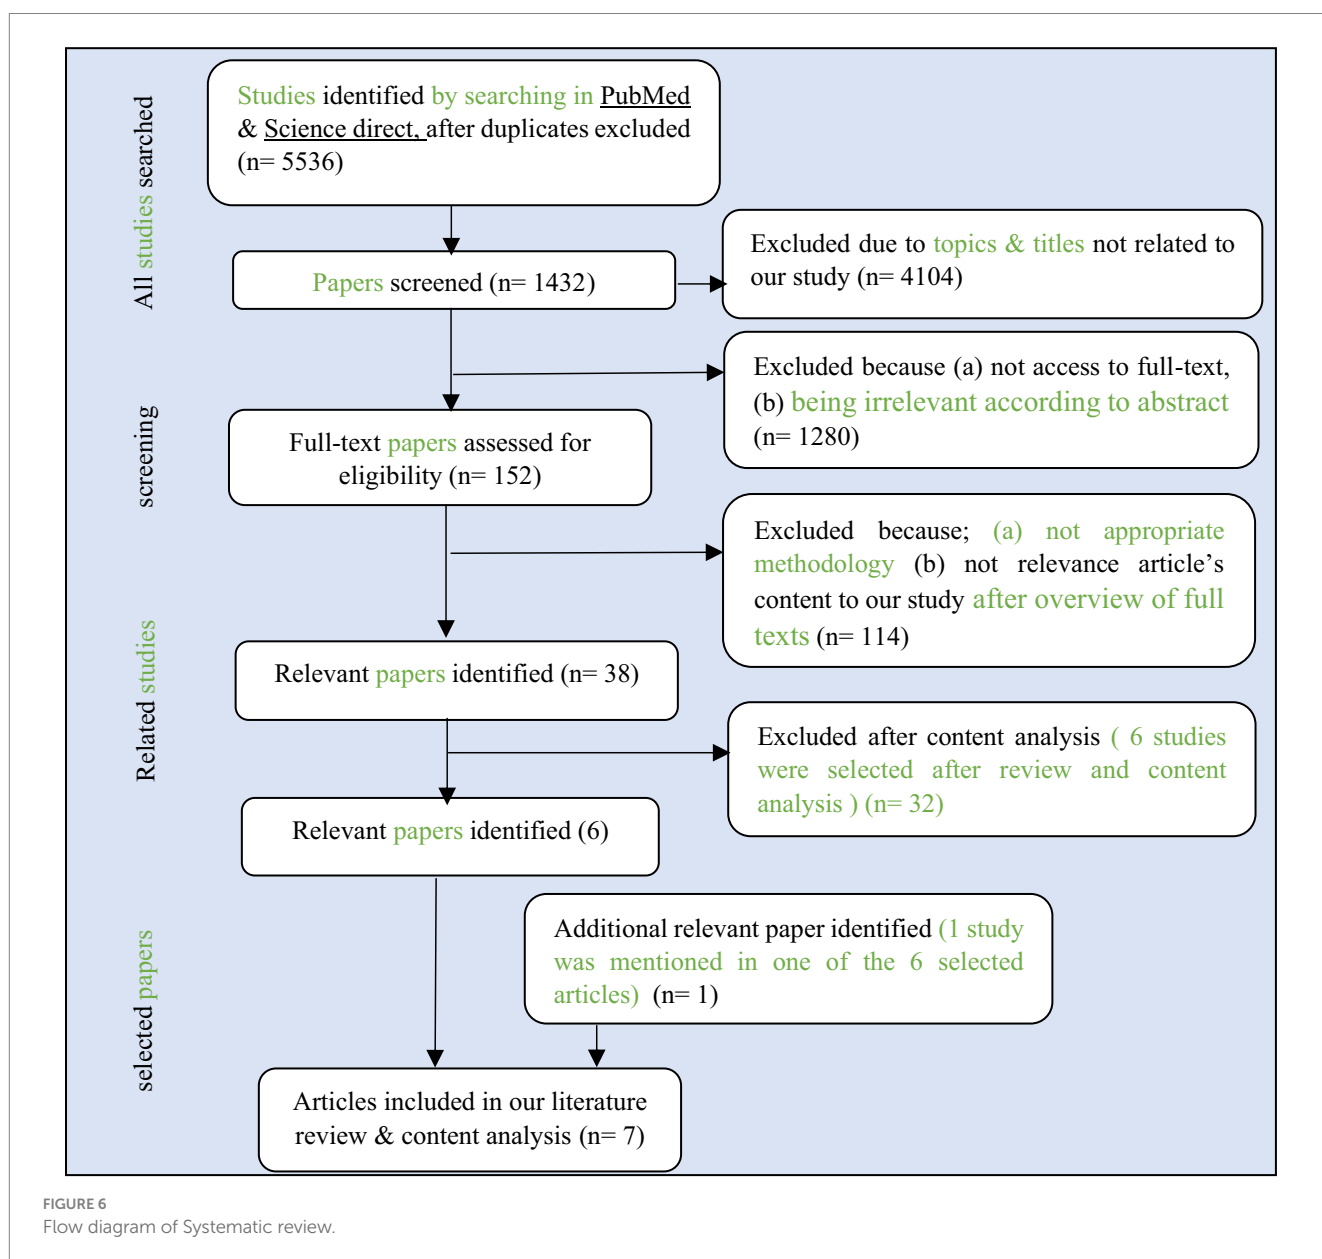 All studies searched
Studies identified by searching in PubMed
& Science direct, after duplicates excluded
(n= 5536)
Papers screened (n= 1432)
Excluded due to topics & titles not related to
our study (n= 4104)
screening
Excluded because (a) not access to full-text,
(b) being irrelevant according to abstract
(n= 1280)
Full-text papers assessed for
eligibility (n= 152)
Excluded because; (a) not appropriate
methodology (b) not relevance article’s
content to our study after overview of full
texts (n= 114)
Related studies
Relevant papers identified (n= 38)
Excluded after content analysis ( 6 studies
were selected after review and content
analysis ) (n= 32)
Relevant papers identified (6)
selected papers
Additional relevant paper identified (1 study
was mentioned in one of the 6 selected
articles) (n= 1)
Articles included in our literature
review & content analysis (n= 7)
FIGURE 6
Flow diagram of Systematic review.